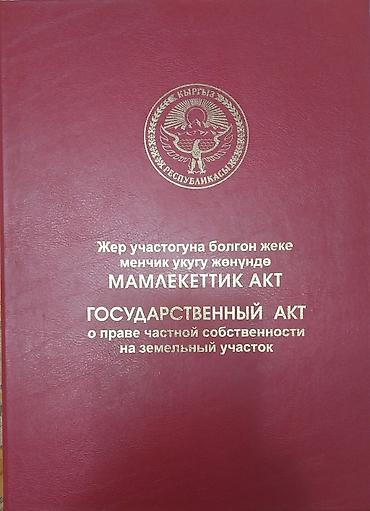 КЫРГЫЗ
РЕСПУБЛИКАСЫ
Жер участогуна болгон жеке
менчик укугу жөнүндө
МАМЛЕКЕТТИК АКТ
ГОСУДАРСТВЕННЫЙ АКТ
о праве частной собственности
на земельный участок